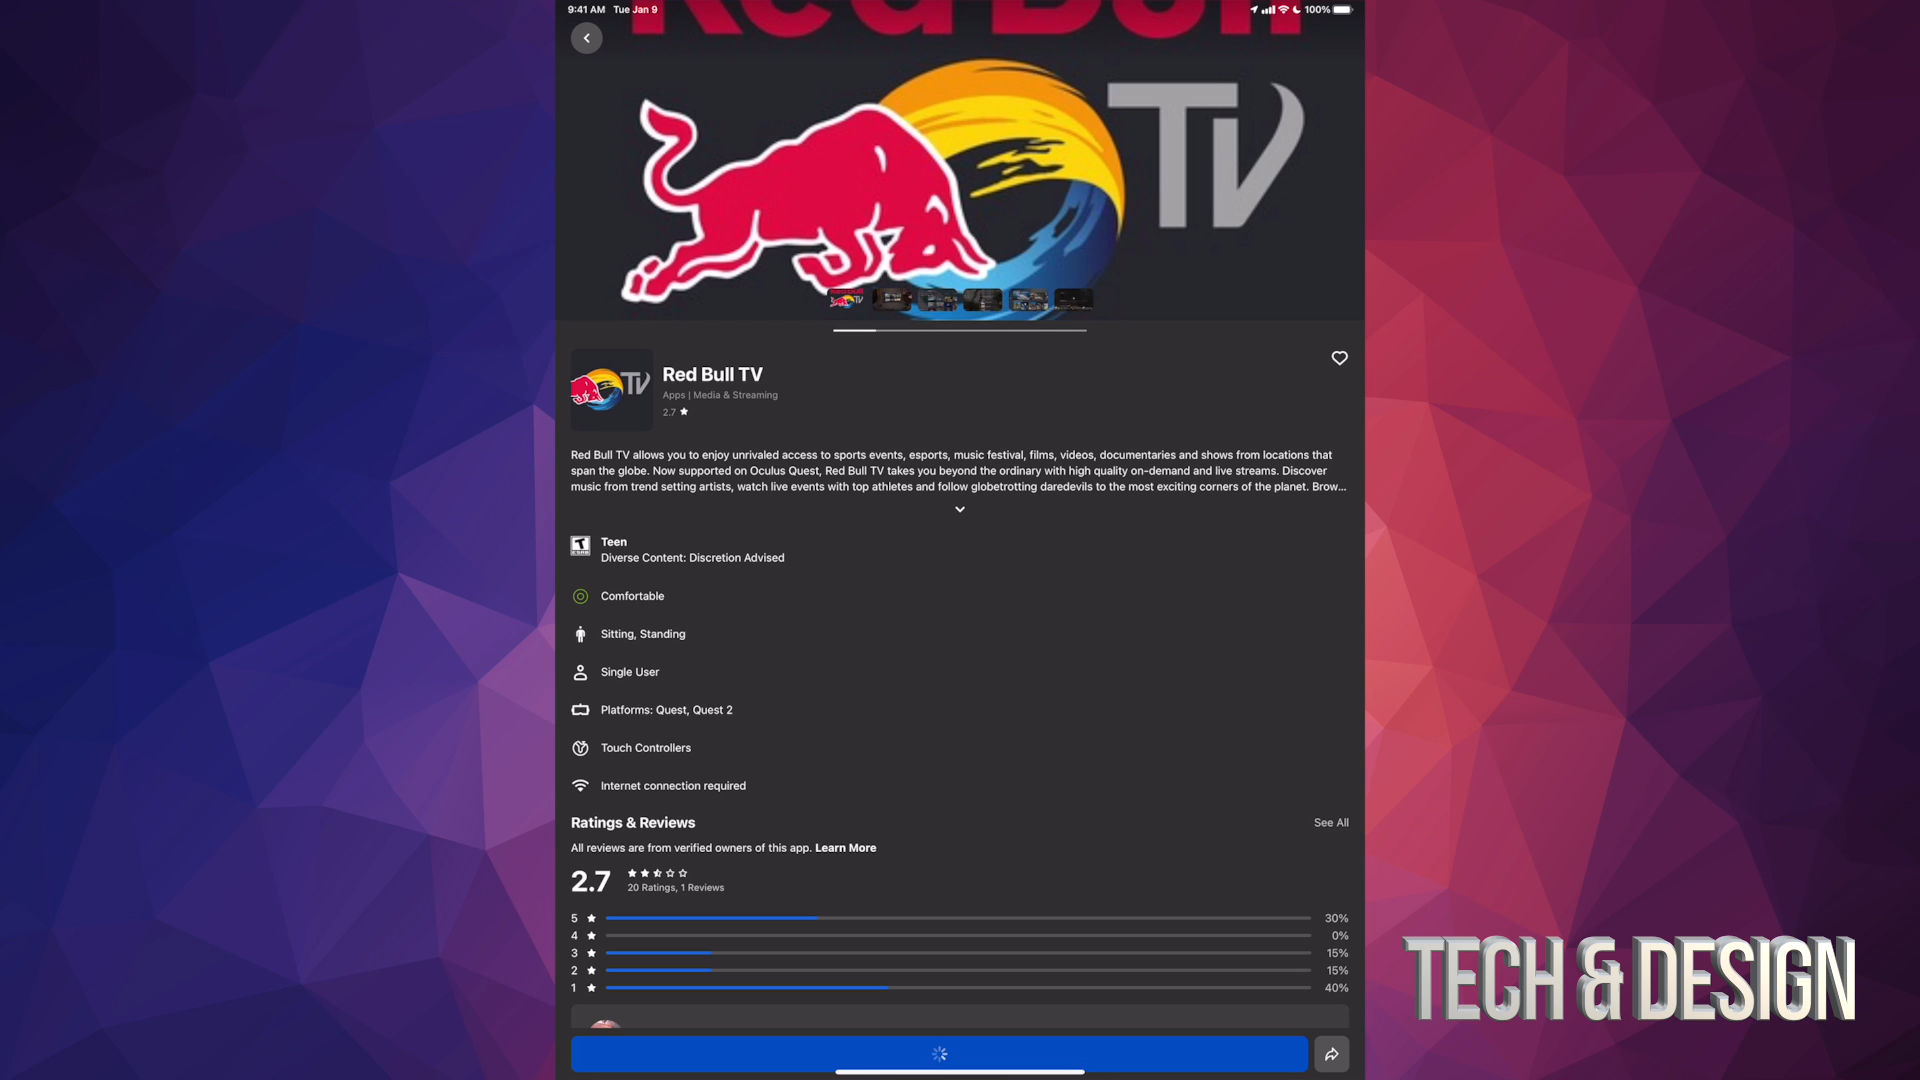 9:41 AM Tue Jan 9
100%
Red Bull
TV
Red Bull TV
Apps | Media & Streaming
2.7
Red Bull TV allows you to enjoy unrivaled access to sports events, esports, music festival, films, videos, documentaries and shows from locations that
span the globe. Now supported on Oculus Quest, Red Bull TV takes you beyond the ordinary with high quality on-demand and live streams. Discover
music from trend setting artists, watch live events with top athletes and follow globetrotting daredevils to the most exciting corners of the planet. Brow...
Teen
Diverse Content: Discretion Advised
Comfortable
Sitting, Standing
Single User
Platforms: Quest, Quest 2
Touch Controllers
Internet connection required
Ratings & Reviews
See All
All reviews are from verified owners of this app. Learn More
2.7
20 Ratings, 1 Reviews
5 30%
4 0%
3 15%
2 15%
1 40%
TECH & DESIGN